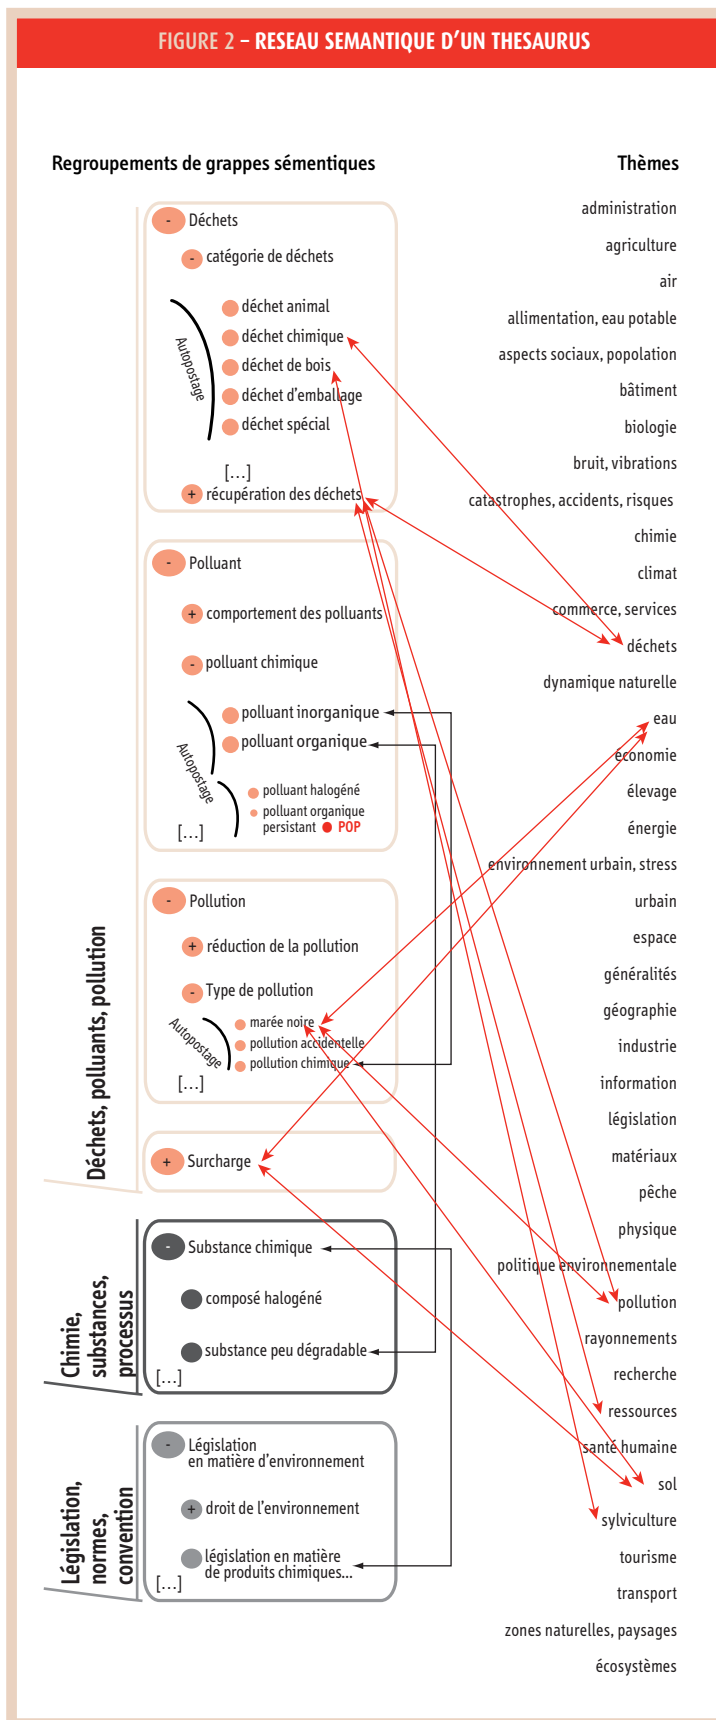 FIGURE 2 – RESEAU SEMANTIQUE D'UN THESAURUS
Regroupements de grappes sémentiques
Déchets, polluants, pollution
- Déchets
- catégorie de déchets
Autopostage
déchet animal
déchet chimique
déchet de bois
déchet d'emballage
déchet spécial
[...]
+ récupération des déchets
- Polluant
+ comportement des polluants
- polluant chimique
Autopostage
polluant inorganique
polluant organique
polluant halogéné
polluant organique
persistant POP
[...]
- Pollution
+ réduction de la pollution
- Type de pollution
Autopostage
marée noire
pollution accidentelle
pollution chimique
[...]
+ Surcharge
Chimie,
substances,
processus
- Substance chimique
composé halogéné
substance peu dégradable
[...]
Législation,
normes,
convention
- Législation
en matière d'environnement
+ droit de l'environnement
législation en matière
de produits chimiques...
[...]
Thèmes
administration
agriculture
air
allimentation, eau potable
aspects sociaux, popolation
bâtiment
biologie
bruit, vibrations
catastrophes, accidents, risques
chimie
climat
commerce, services
déchets
dynamique naturelle
eau
économie
élevage
énergie
environnement urbain, stress
urbain
espace
généralités
géographie
industrie
information
législation
matériaux
pêche
physique
politique environnementale
pollution
rayonnements
recherche
ressources
santé humaine
sol
sylviculture
tourisme
transport
zones naturelles, paysages
écosystèmes